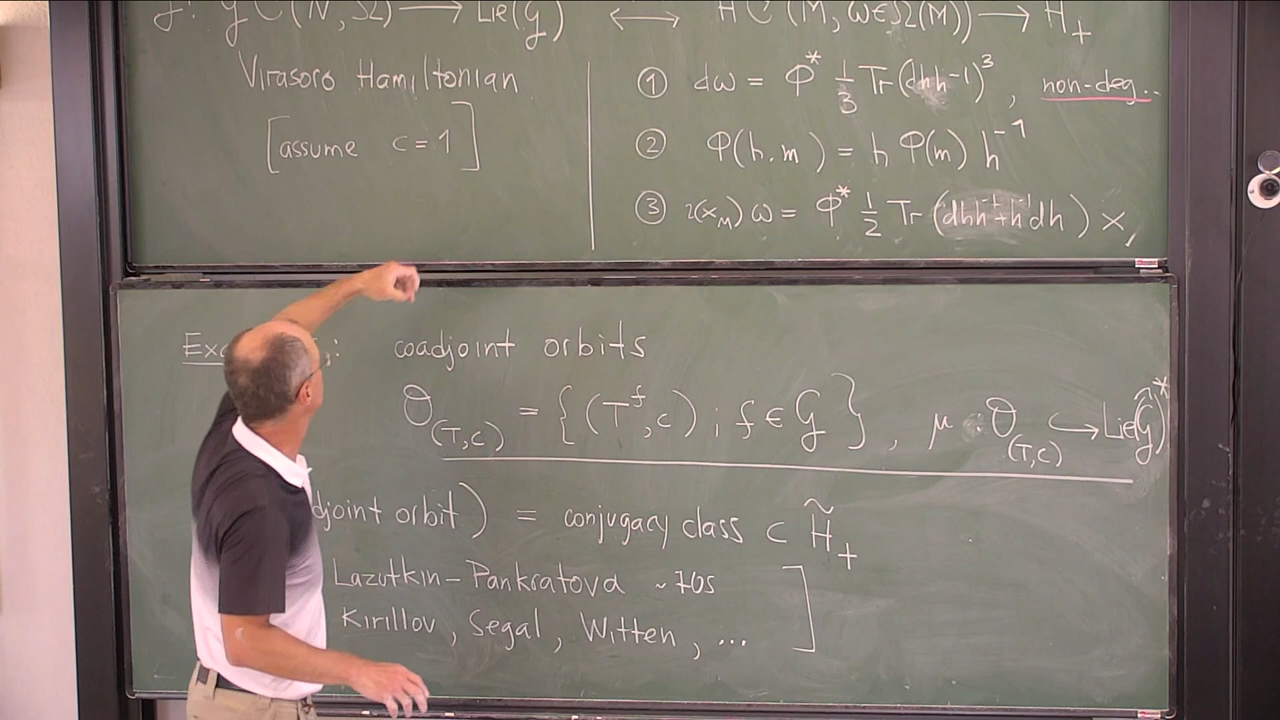 G C (N, Ω) → Lie(G) ⟷ H C (M, ω ∈ Ω(M)) → H₊
Virasoro Hamiltonian
[assume c = 1]
① dω = Φ* 1/3 Tr(dhh⁻¹)³, non-deg..
② Φ(h.m) = h Φ(m) h⁻¹
③ ι(x_M) ω = Φ* 1/2 Tr (dhh⁻¹+h⁻¹dh) x,
: coadjoint orbits
O_(T,c) = {(T^f, c) ; f ∈ G}, μ : O_(T,c) ↪ Lie(Ĝ)*
djoint orbit) = conjugacy class ⊂ H̃₊
Lazutkin – Pankratova ~70s
Kirillov, Segal, Witten, ... ]